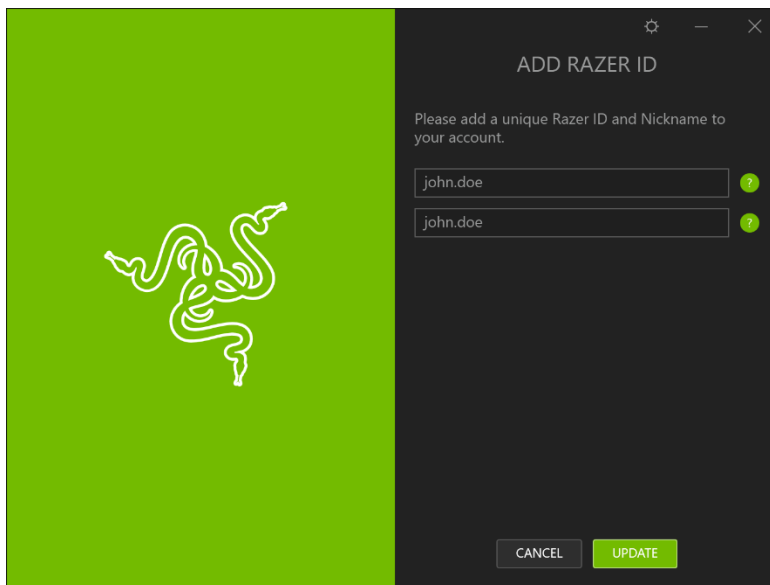 ADD RAZER ID
Please add a unique Razer ID and Nickname to
your account.
john.doe
?
john.doe
?
CANCEL
UPDATE